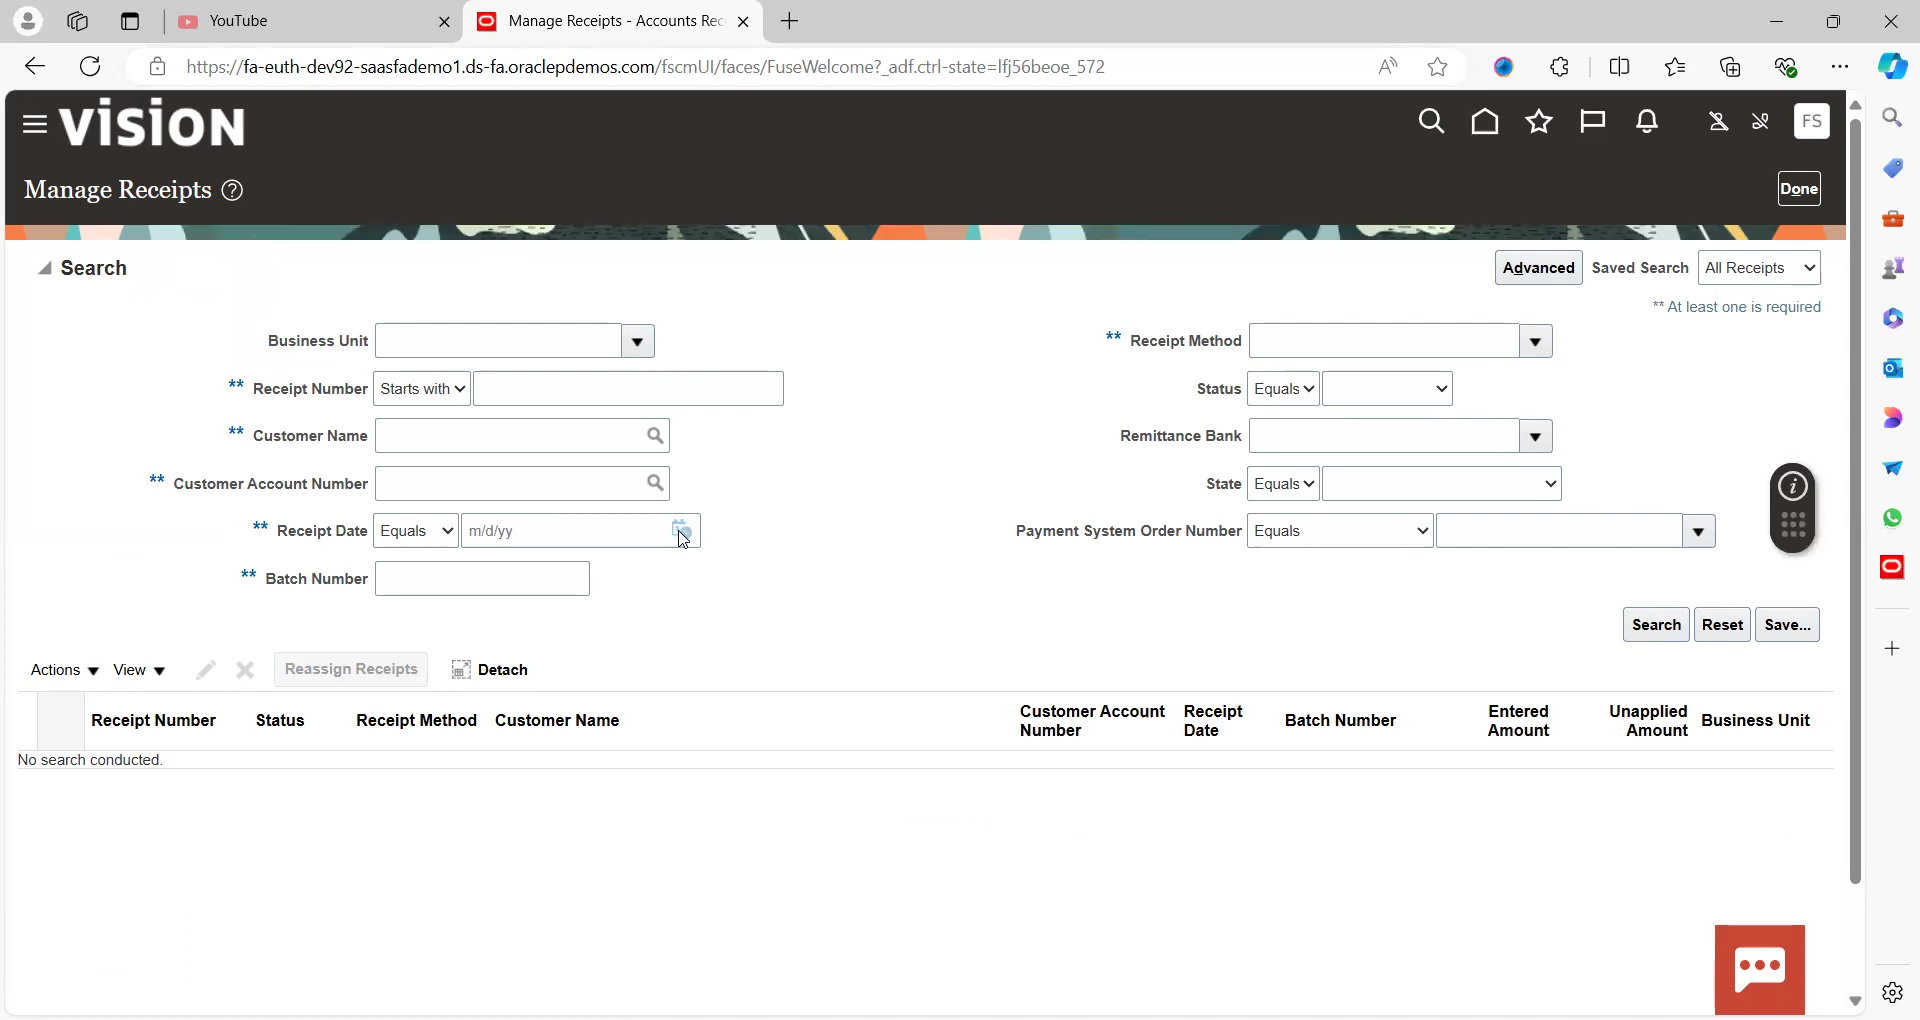 YouTube
Manage Receipts - Accounts Rec
https://fa-euth-dev92-saasfademo1.ds-fa.oraclepdemos.com/fscmUI/faces/FuseWelcome?_adf.ctrl-state=lfj56beoe_572
vision
FS
Manage Receipts
Done
Search
Advanced Saved Search All Receipts
** At least one is required
Business Unit
** Receipt Method
** Receipt Number Starts with
Status Equals
** Customer Name
Remittance Bank
** Customer Account Number
State Equals
** Receipt Date Equals m/d/yy
Payment System Order Number Equals
** Batch Number
Search Reset Save...
Actions View Reassign Receipts Detach
Receipt Number Status Receipt Method Customer Name Customer Account Number Receipt Date Batch Number Entered Amount Unapplied Amount Business Unit
No search conducted.